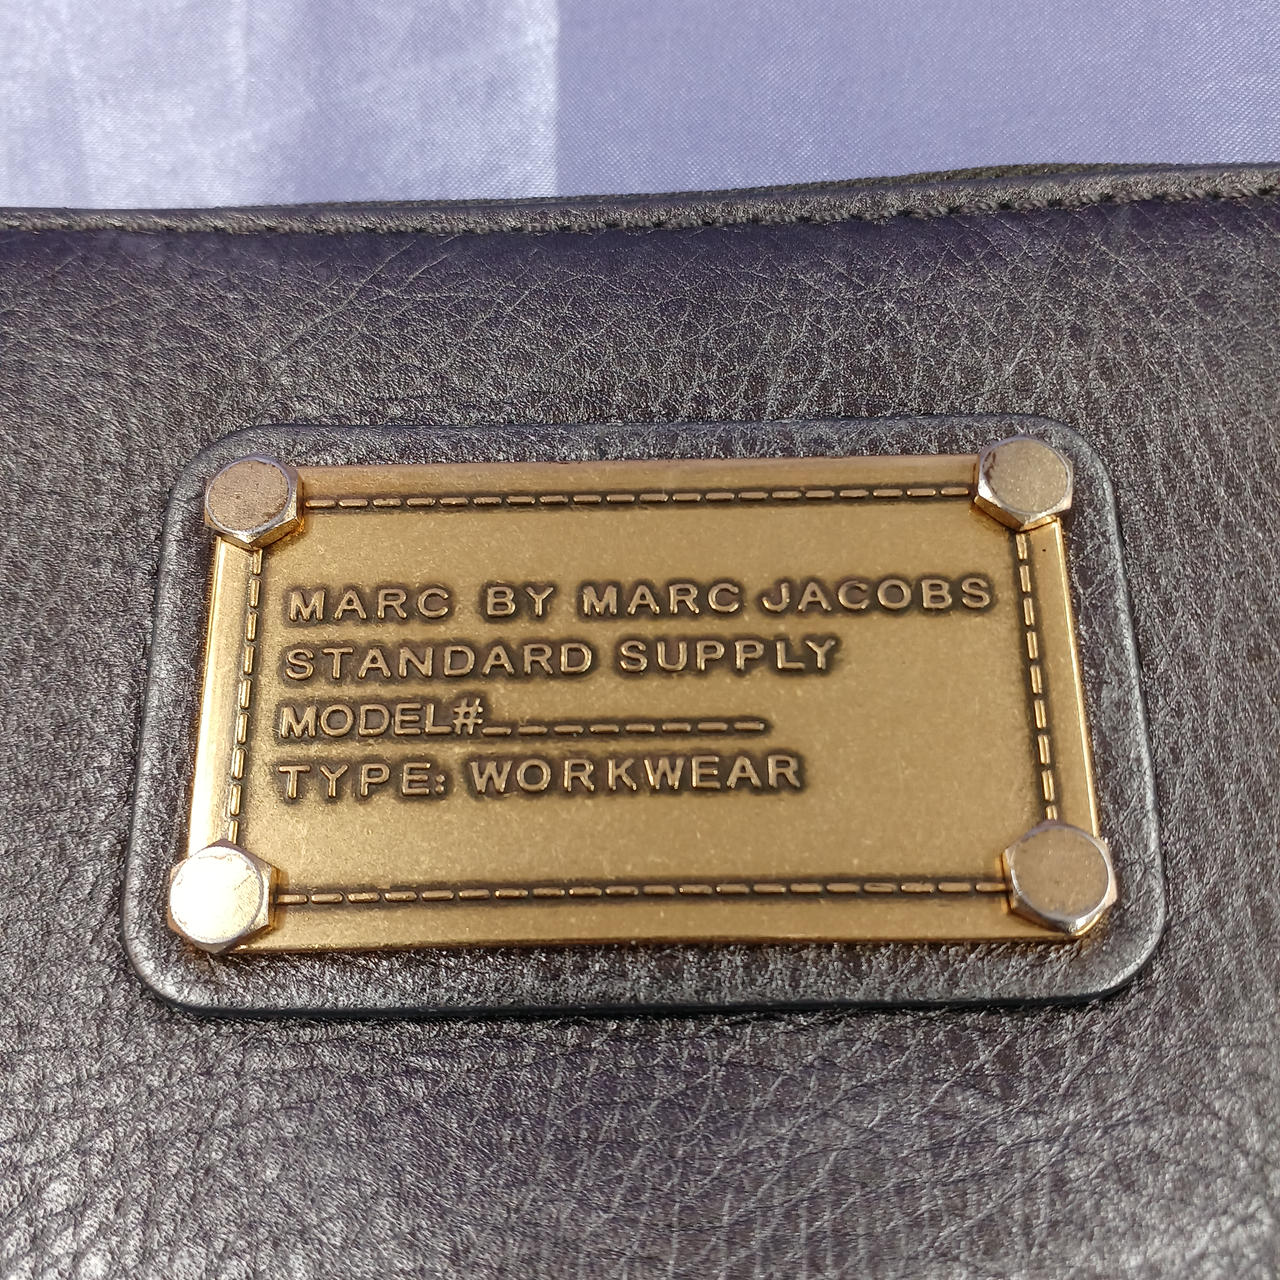 MARC BY MARC JACOBS
STANDARD SUPPLY
MODEL#_________
TYPE: WORKWEAR